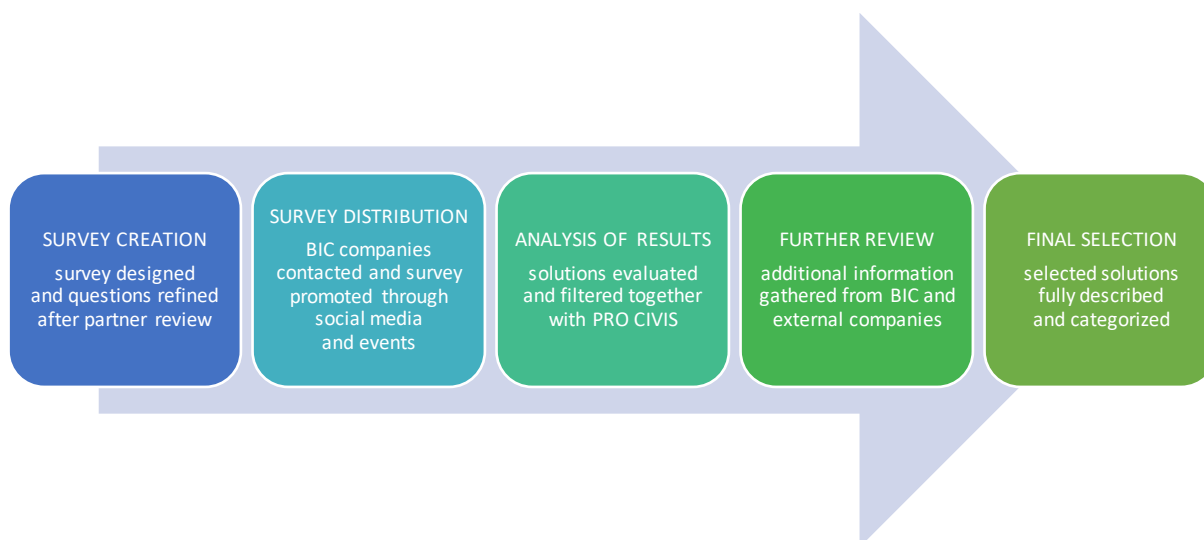 SURVEY CREATION
survey designed
and questions refined
after partner review
SURVEY DISTRIBUTION
BIC companies
contacted and survey
promoted through
social media
and events
ANALYSIS OF RESULTS
solutions evaluated
and filtered together
with PRO CIVIS
FURTHER REVIEW
additional information
gathered from BIC and
external companies
FINAL SELECTION
selected solutions
fully described
and categorized